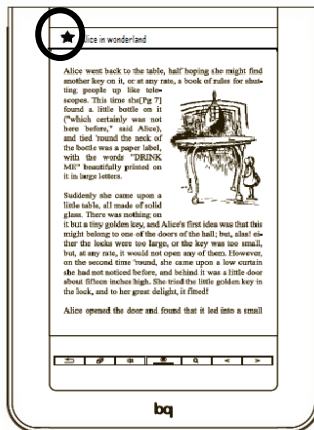 Alice in wonderland
Alice went back to the table, half hoping she might find
another key on it, or at any rate, a book of rules for shut-
ting people up like tele-
scopes. This time she[Pg 7]
found a little bottle on it
("which certainly was not
here before," said Alice),
and tied 'round the neck of
the bottle was a paper label,
with the words "DRINK
ME" beautifully printed on
it in large letters.
Suddenly she came upon a
little table, all made of solid
glass. There was nothing on
it but a tiny golden key, and Alice's first idea was that this
might belong to one of the doors of the hall; but, alas! ei-
ther the locks were too large, or the key was too small,
but, at any rate, it would not open any of them. However,
on the second time 'round, she came upon a low curtain
she had not noticed before, and behind it was a little door
about fifteen inches high. She tried the little golden key in
the lock, and to her great delight, it fitted!
Alice opened the door and found that it led into a small
bq